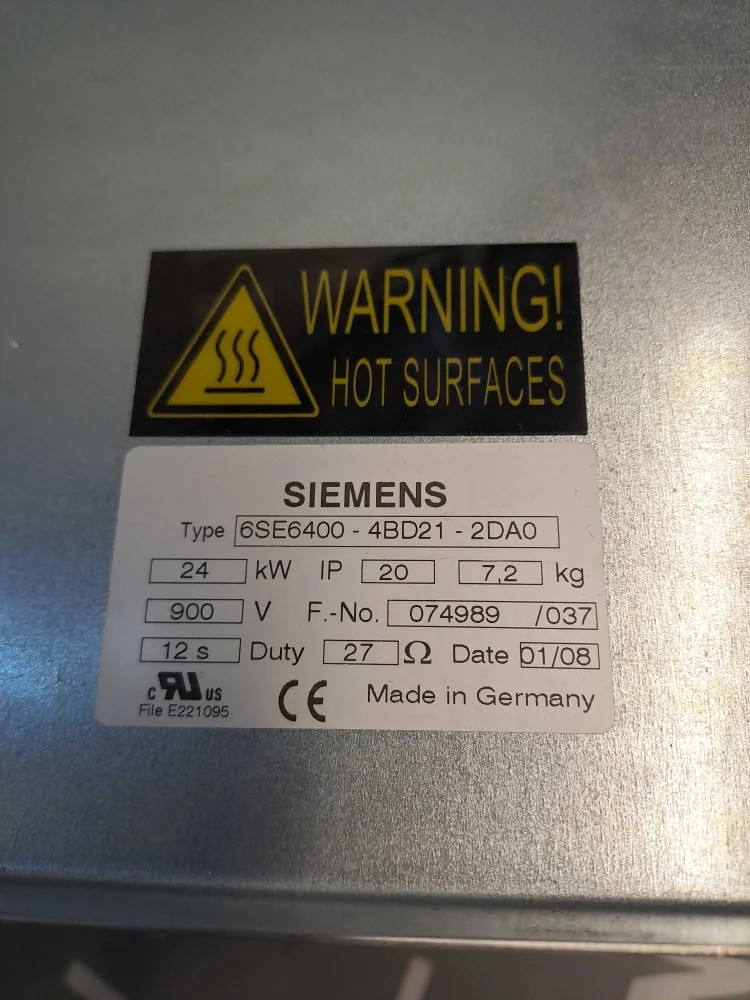 WARNING!
HOT SURFACES
SIEMENS
Type 6SE6400 - 4BD21 - 2DA0
24 kW IP 20 7,2 kg
900 V F.-No. 074989 /037
12 s Duty 27 Ω Date 01/08
c RU US
File E221095
CE Made in Germany